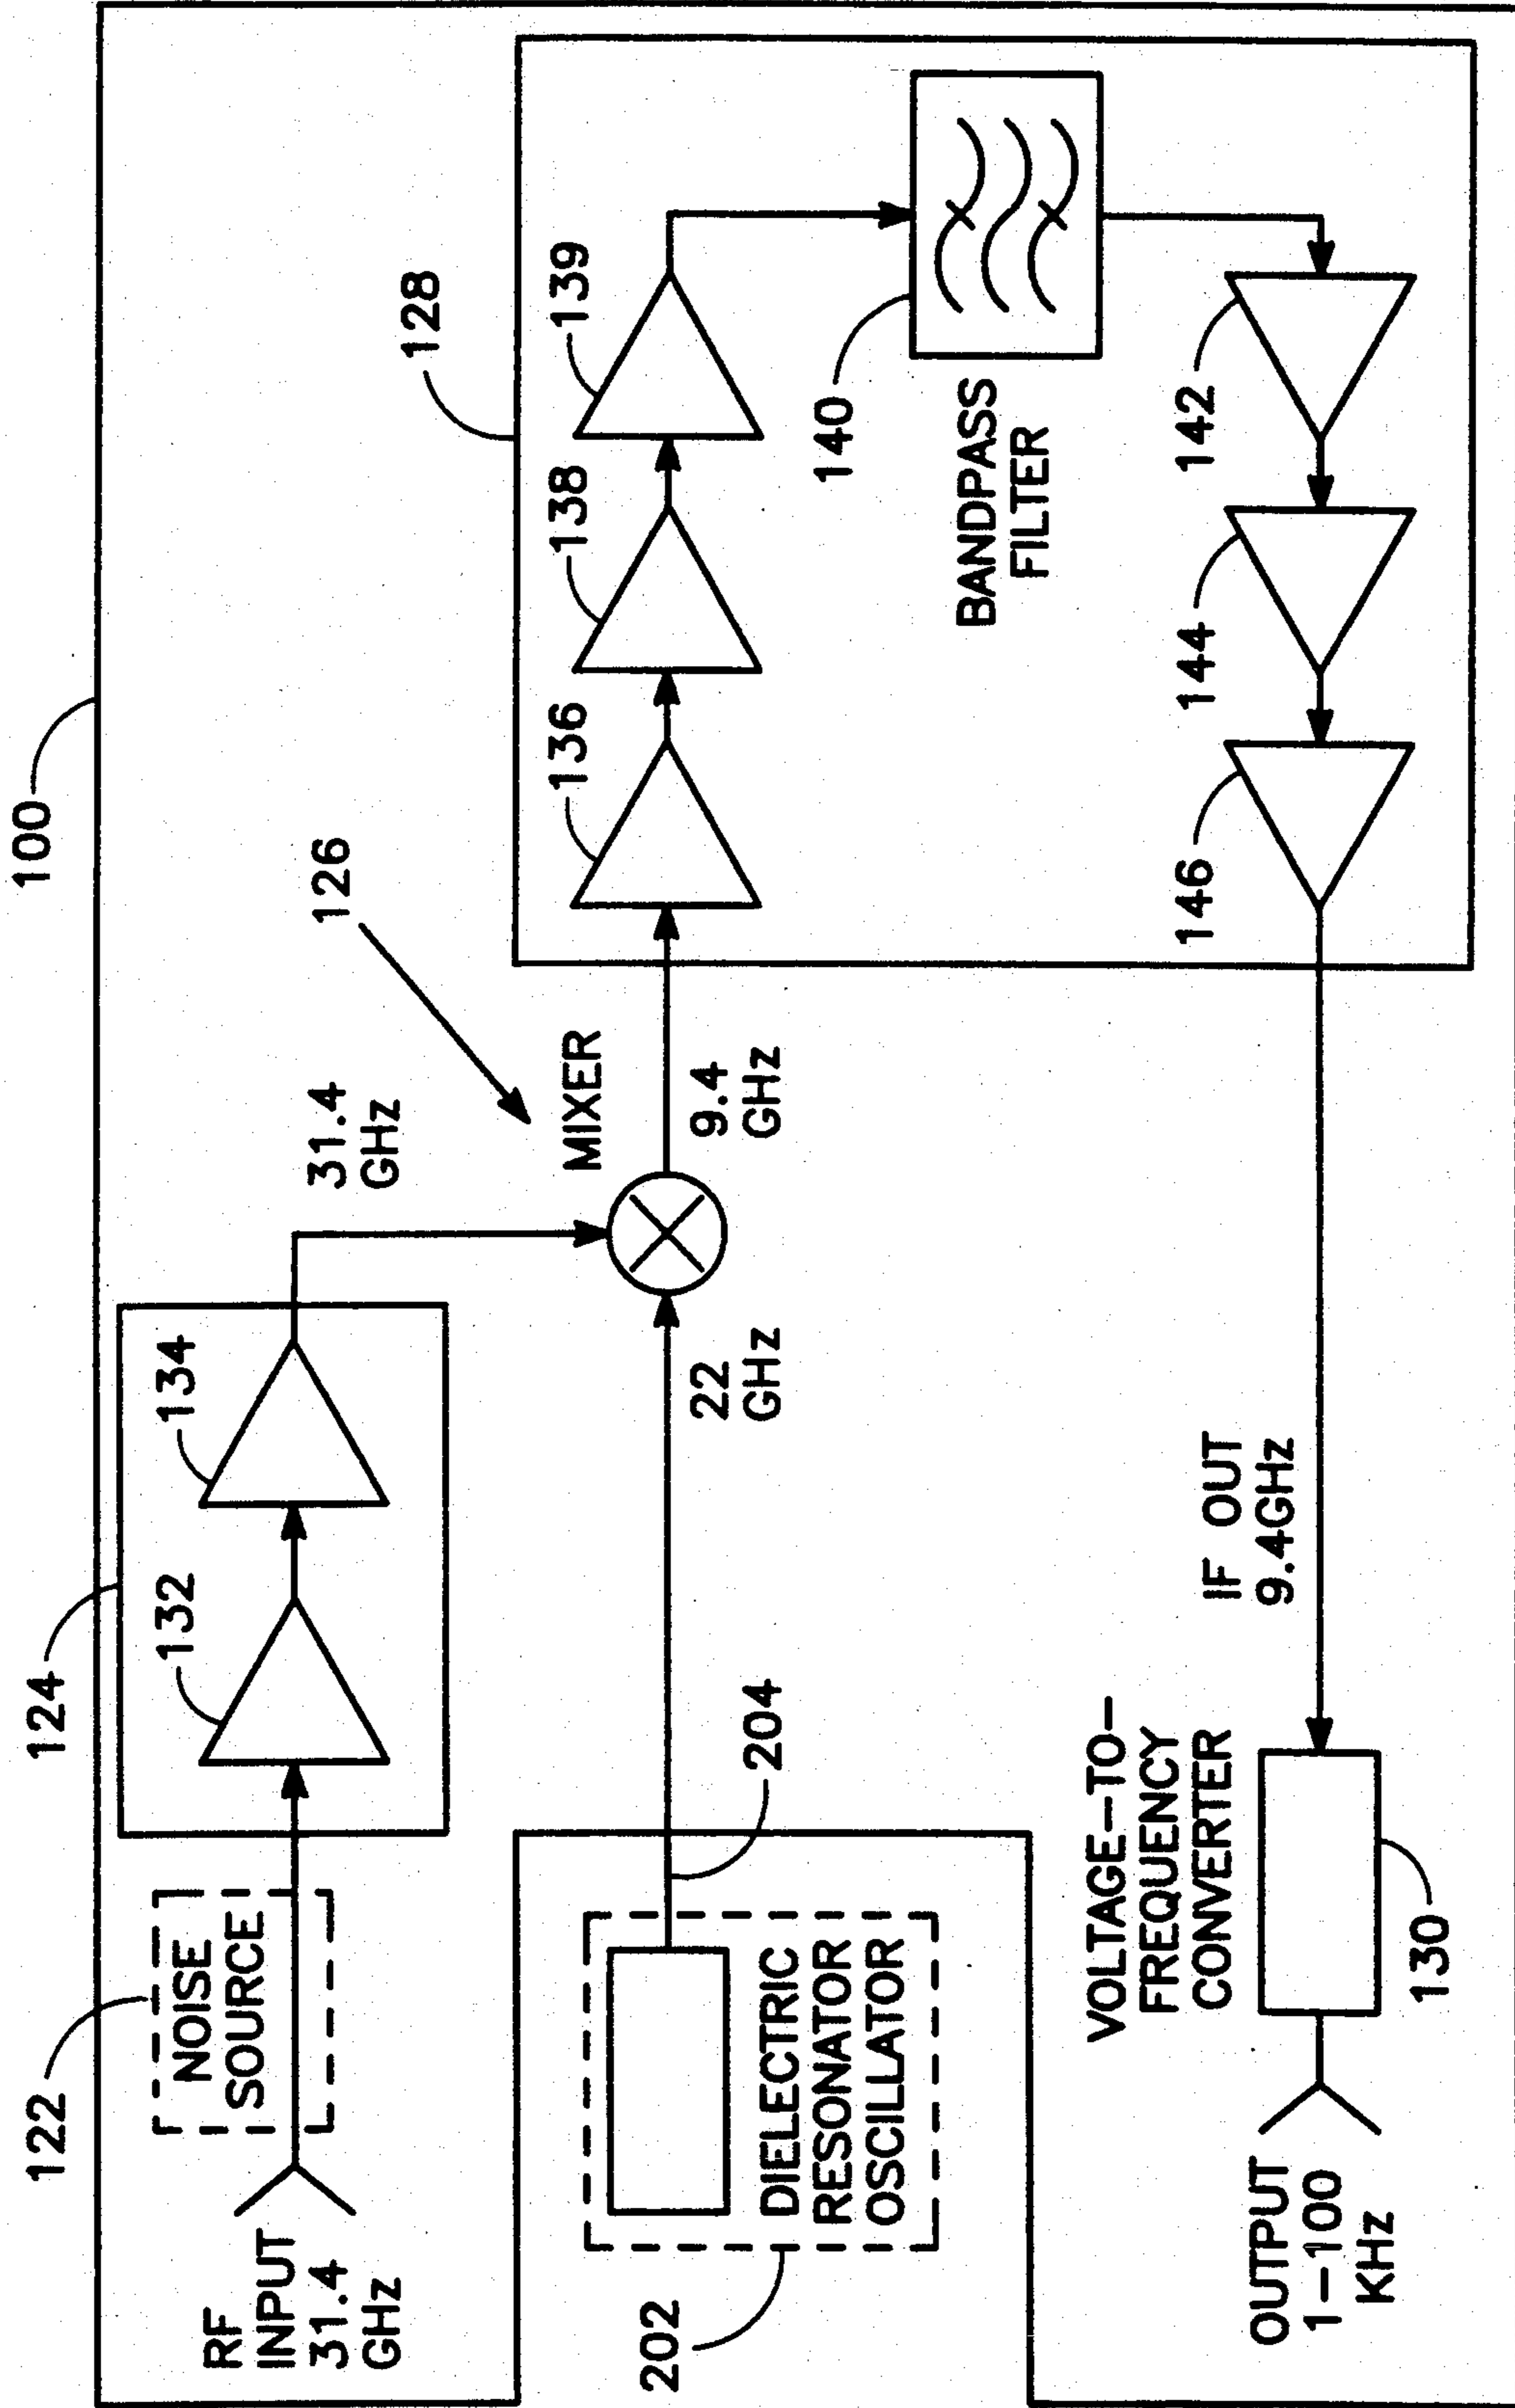 100
122
NOISE
SOURCE
RF
INPUT
31.4
GHz
124
132
134
31.4
GHz
126
MIXER
128
136
138
139
9.4
GHz
22
GHz
202
DIELECTRIC
RESONATOR
OSCILLATOR
204
140
BANDPASS
FILTER
142
144
146
IF OUT
9.4GHz
VOLTAGE-TO-
FREQUENCY
CONVERTER
130
OUTPUT
1-100
KHz